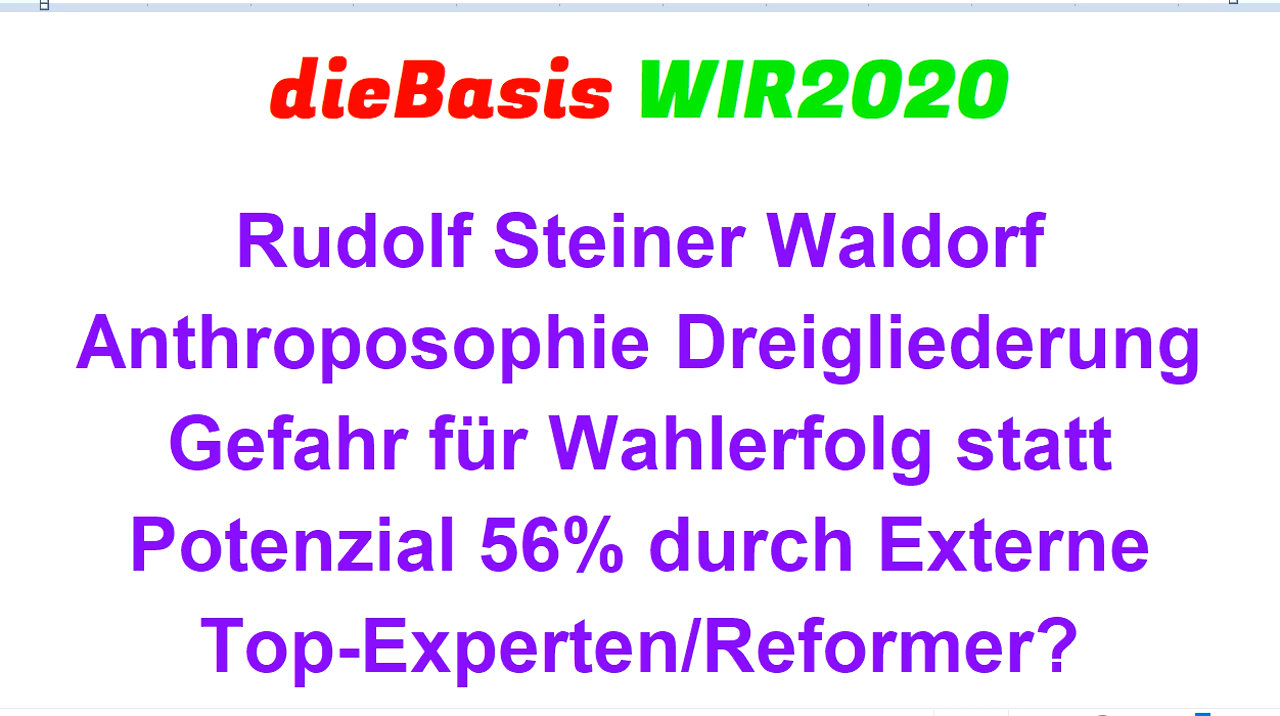 dieBasis WIR2020
Rudolf Steiner Waldorf
Anthroposophie Dreigliederung
Gefahr für Wahlerfolg statt
Potenzial 56% durch Externe
Top-Experten/Reformer?